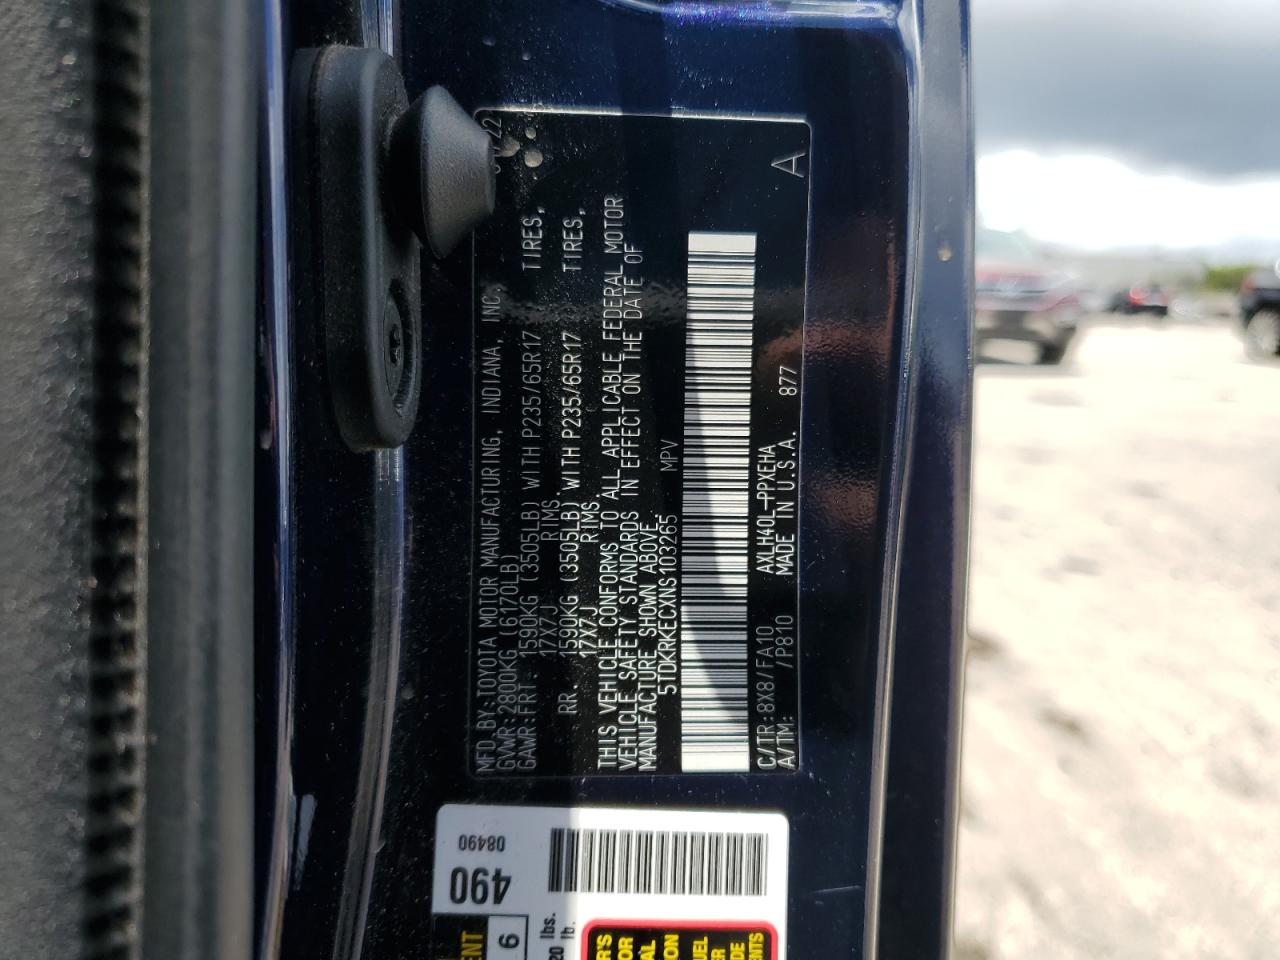 MFD. BY: TOYOTA MOTOR MANUFACTURING, INDIANA, INC. /22
GVWR: 2800KG (6170LB)
GAWR: FRT. 1590KG (3505LB) WITH P235/65R17 TIRES,
17X7J RIMS.
RR. 1590KG (3505LB) WITH P235/65R17 TIRES,
17X7J RIMS.
THIS VEHICLE CONFORMS TO ALL APPLICABLE FEDERAL MOTOR
VEHICLE SAFETY STANDARDS IN EFFECT ON THE DATE OF
MANUFACTURE SHOWN ABOVE.
5TDKRKECXNS103265 MPV
C/TR: 8X8/FA10 AXLH40L-PPXEHA
A/TM: /P810 MADE IN U.S.A. 877 A
08490
490